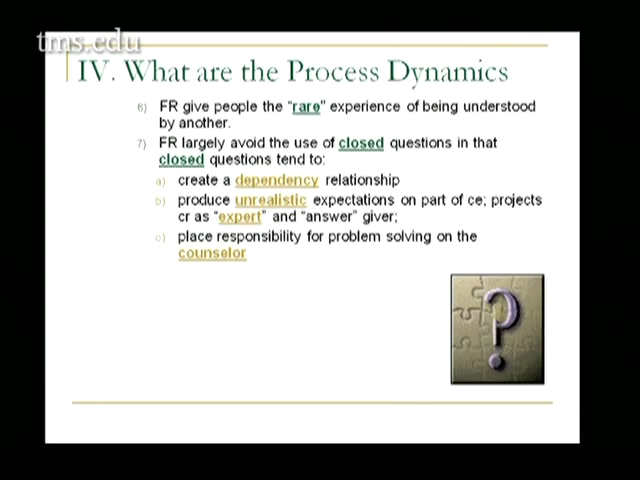 tms.edu
IV. What are the Process Dynamics
6) FR give people the "rare" experience of being understood
by another.
7) FR largely avoid the use of closed questions in that
closed questions tend to:
a) create a dependency relationship
b) produce unrealistic expectations on part of ce; projects
cr as "expert" and "answer" giver;
c) place responsibility for problem solving on the
counselor
?